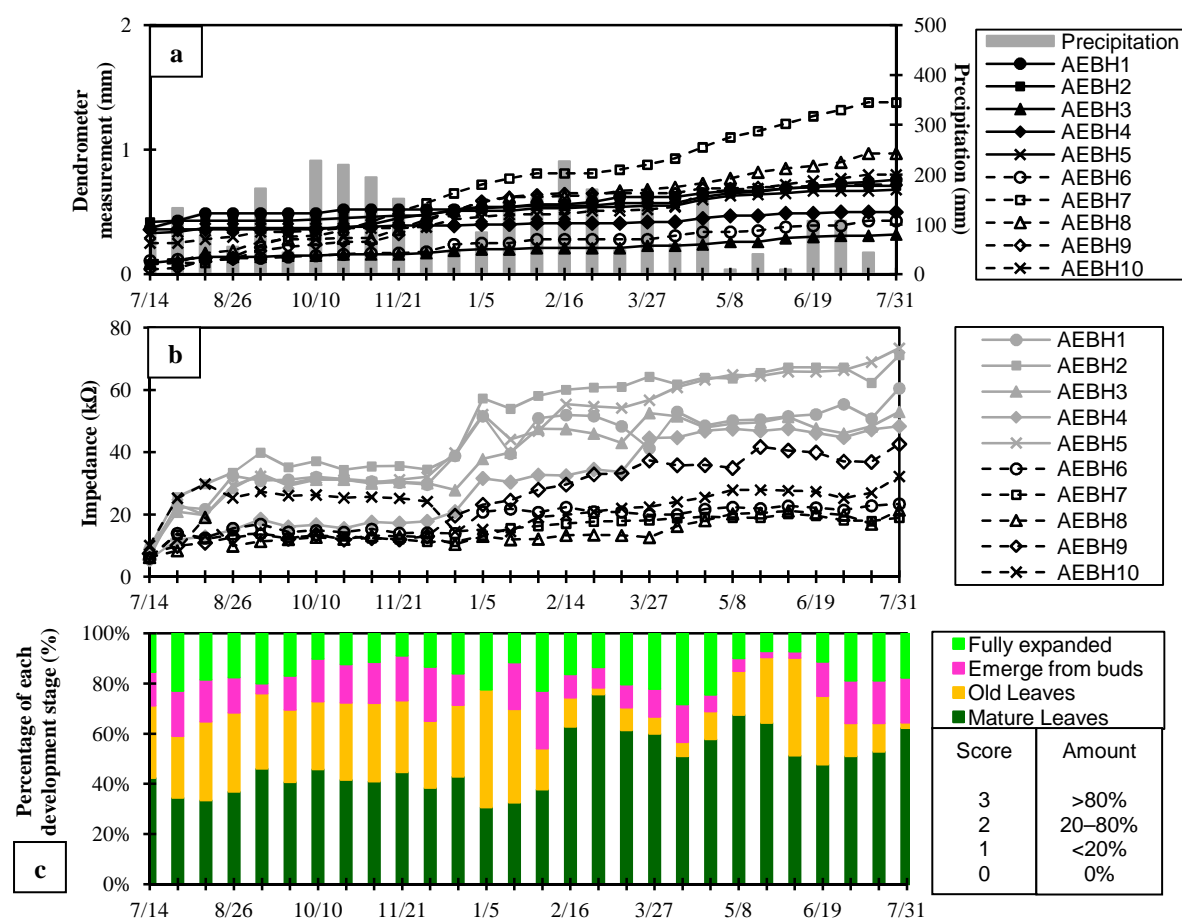 a
Dendrometer
measurement (mm)
2
1
0
500
400
300
200
100
0
Precipitation (mm)
7/14 8/26 10/10 11/21 1/5 2/16 3/27 5/8 6/19 7/31
Precipitation
AEBH1
AEBH2
AEBH3
AEBH4
AEBH5
AEBH6
AEBH7
AEBH8
AEBH9
AEBH10
b
Impedance (kΩ)
80
60
40
20
0
7/14 8/26 10/10 11/21 1/5 2/14 3/27 5/8 6/19 7/31
AEBH1
AEBH2
AEBH3
AEBH4
AEBH5
AEBH6
AEBH7
AEBH8
AEBH9
AEBH10
c
Percentage of each
development stage (%)
100%
80%
60%
40%
20%
0%
7/14 8/26 10/10 11/21 1/5 2/16 3/27 5/8 6/19 7/31
Fully expanded
Emerge from buds
Old Leaves
Mature Leaves
Score Amount
3 >80%
2 20–80%
1 <20%
0 0%